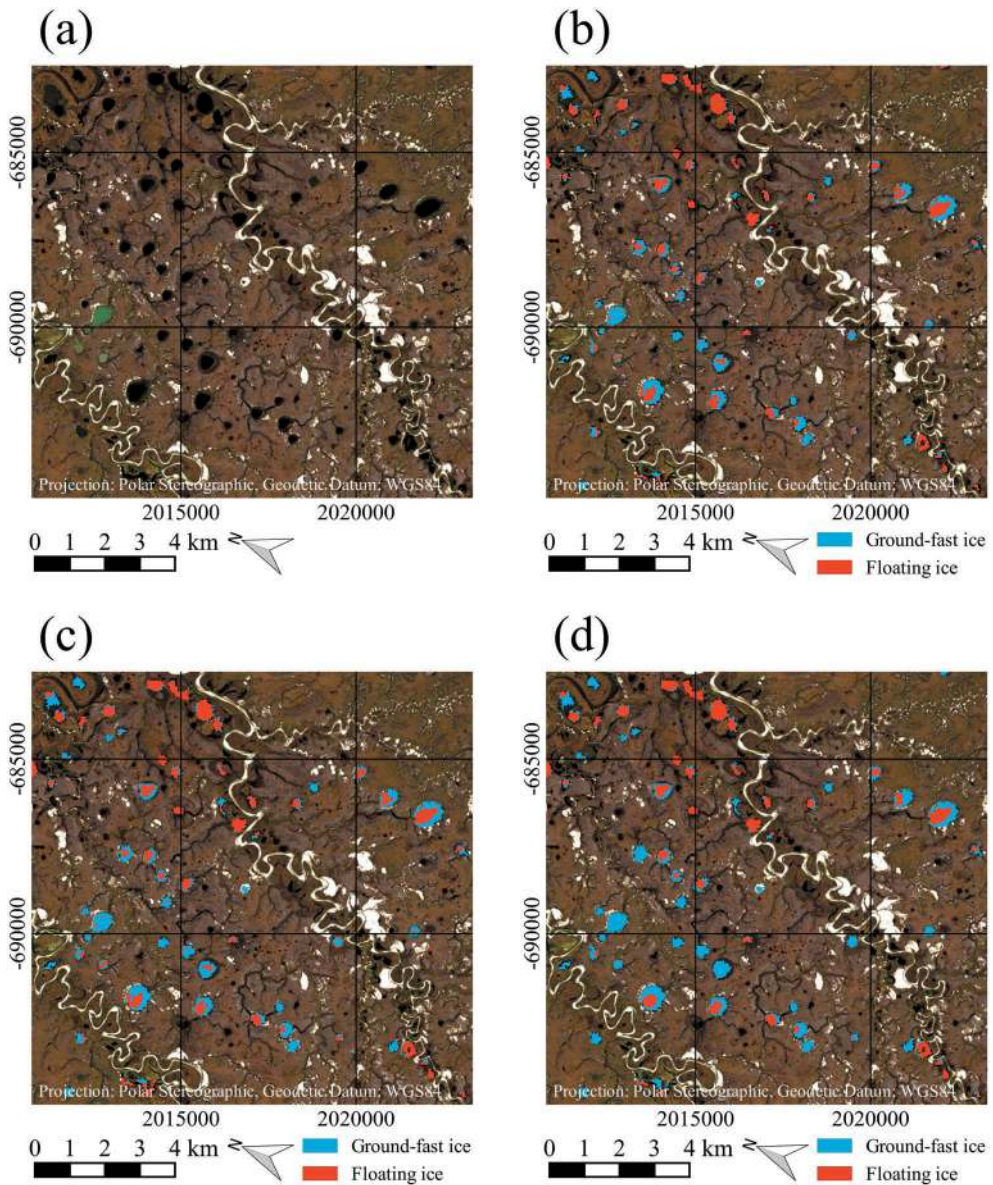 (a)
(b)
-685000
-690000
Projection: Polar Stereographic, Geodetic Datum; WGS84
2015000 2020000
0 1 2 3 4 km
N
-685000
-690000
Projection: Polar Stereographic, Geodetic Datum; WGS84
2015000 2020000
0 1 2 3 4 km
N
Ground-fast ice
Floating ice
(c)
(d)
-685000
-690000
Projection: Polar Stereographic, Geodetic Datum; WGS84
2015000 2020000
0 1 2 3 4 km
N
Ground-fast ice
Floating ice
-685000
-690000
Projection: Polar Stereographic, Geodetic Datum; WGS84
2015000 2020000
0 1 2 3 4 km
N
Ground-fast ice
Floating ice